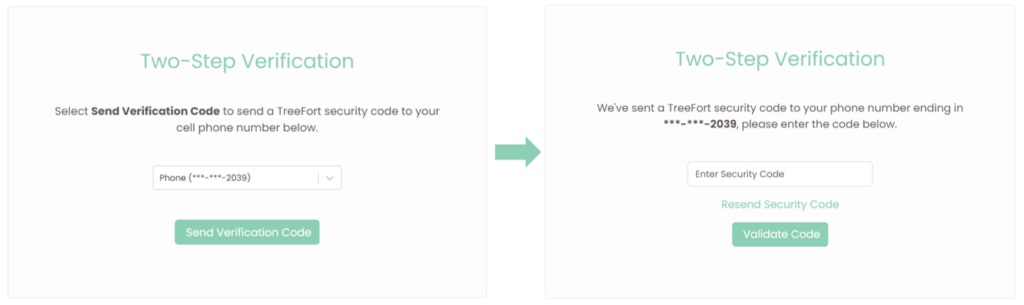 Two-Step Verification
Select Send Verification Code to send a TreeFort security code to your
cell phone number below.
Phone (***-***-2039)
Send Verification Code
Two-Step Verification
We've sent a TreeFort security code to your phone number ending in
***-***-2039, please enter the code below.
Enter Security Code
Resend Security Code
Validate Code